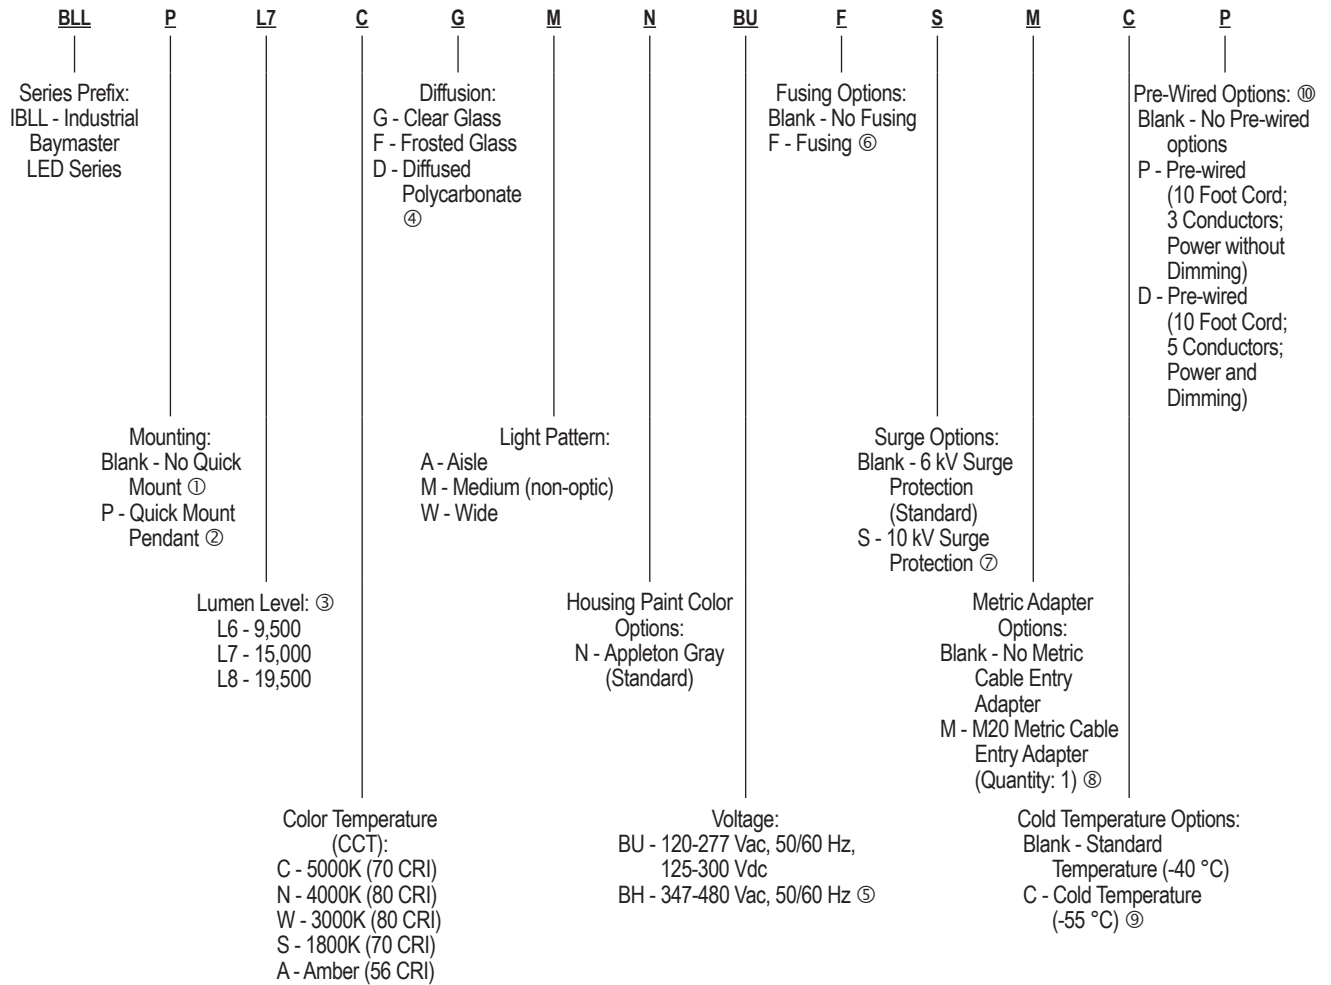 BLL P L7 C G M N BU F S M C P
Series Prefix:
IBLL - Industrial
Baymaster
LED Series
Diffusion:
G - Clear Glass
F - Frosted Glass
D - Diffused
Polycarbonate
④
Fusing Options:
Blank - No Fusing
F - Fusing ⑥
Pre-Wired Options: ⑩
Blank - No Pre-wired
options
P - Pre-wired
(10 Foot Cord;
3 Conductors;
Power without
Dimming)
D - Pre-wired
(10 Foot Cord;
5 Conductors;
Power and
Dimming)
Mounting:
Blank - No Quick
Mount ①
P - Quick Mount
Pendant ②
Light Pattern:
A - Aisle
M - Medium (non-optic)
W - Wide
Surge Options:
Blank - 6 kV Surge
Protection
(Standard)
S - 10 kV Surge
Protection ⑦
Lumen Level: ③
L6 - 9,500
L7 - 15,000
L8 - 19,500
Housing Paint Color
Options:
N - Appleton Gray
(Standard)
Metric Adapter
Options:
Blank - No Metric
Cable Entry
Adapter
M - M20 Metric Cable
Entry Adapter
(Quantity: 1) ⑧
Color Temperature
(CCT):
C - 5000K (70 CRI)
N - 4000K (80 CRI)
W - 3000K (80 CRI)
S - 1800K (70 CRI)
A - Amber (56 CRI)
Voltage:
BU - 120-277 Vac, 50/60 Hz,
125-300 Vdc
BH - 347-480 Vac, 50/60 Hz ⑤
Cold Temperature Options:
Blank - Standard
Temperature (-40 °C)
C - Cold Temperature
(-55 °C) ⑨